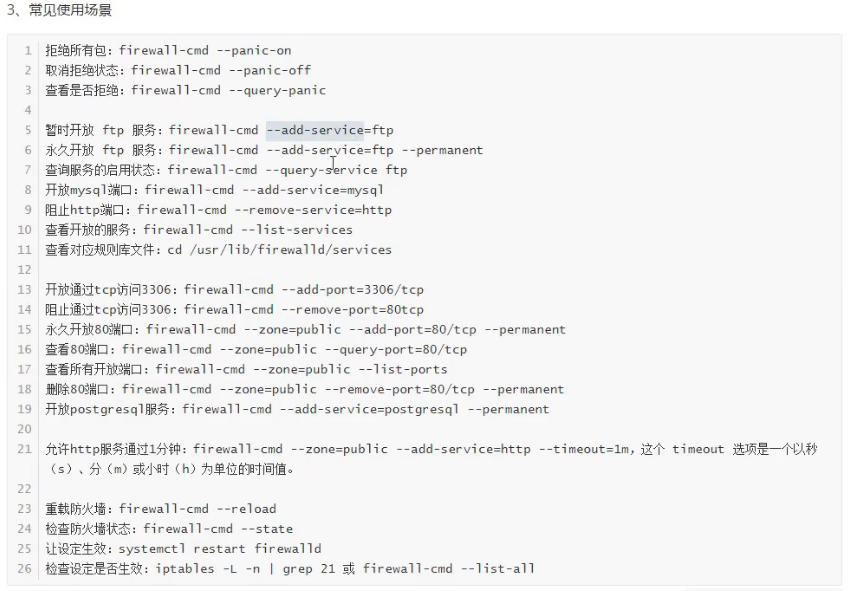 3、常见使用场景
1 拒绝所有包：firewall-cmd --panic-on
2 取消拒绝状态：firewall-cmd --panic-off
3 查看是否拒绝：firewall-cmd --query-panic
4
5 暂时开放 ftp 服务：firewall-cmd --add-service=ftp
6 永久开放 ftp 服务：firewall-cmd --add-service=ftp --permanent
7 查询服务的启用状态：firewall-cmd --query-service ftp
8 开放mysql端口：firewall-cmd --add-service=mysql
9 阻止http端口：firewall-cmd --remove-service=http
10 查看开放的服务：firewall-cmd --list-services
11 查看对应规则库文件：cd /usr/lib/firewalld/services
12
13 开放通过tcp访问3306：firewall-cmd --add-port=3306/tcp
14 阻止通过tcp访问3306：firewall-cmd --remove-port=80tcp
15 永久开放80端口：firewall-cmd --zone=public --add-port=80/tcp --permanent
16 查看80端口：firewall-cmd --zone=public --query-port=80/tcp
17 查看所有开放端口：firewall-cmd --zone=public --list-ports
18 删除80端口：firewall-cmd --zone=public --remove-port=80/tcp --permanent
19 开放postgresql服务：firewall-cmd --add-service=postgresql --permanent
20
21 允许http服务通过1分钟：firewall-cmd --zone=public --add-service=http --timeout=1m，这个 timeout 选项是一个以秒
（s）、分（m）或小时（h）为单位的时间值。
22
23 重载防火墙：firewall-cmd --reload
24 检查防火墙状态：firewall-cmd --state
25 让设定生效：systemctl restart firewalld
26 检查设定是否生效：iptables -L -n | grep 21 或 firewall-cmd --list-all